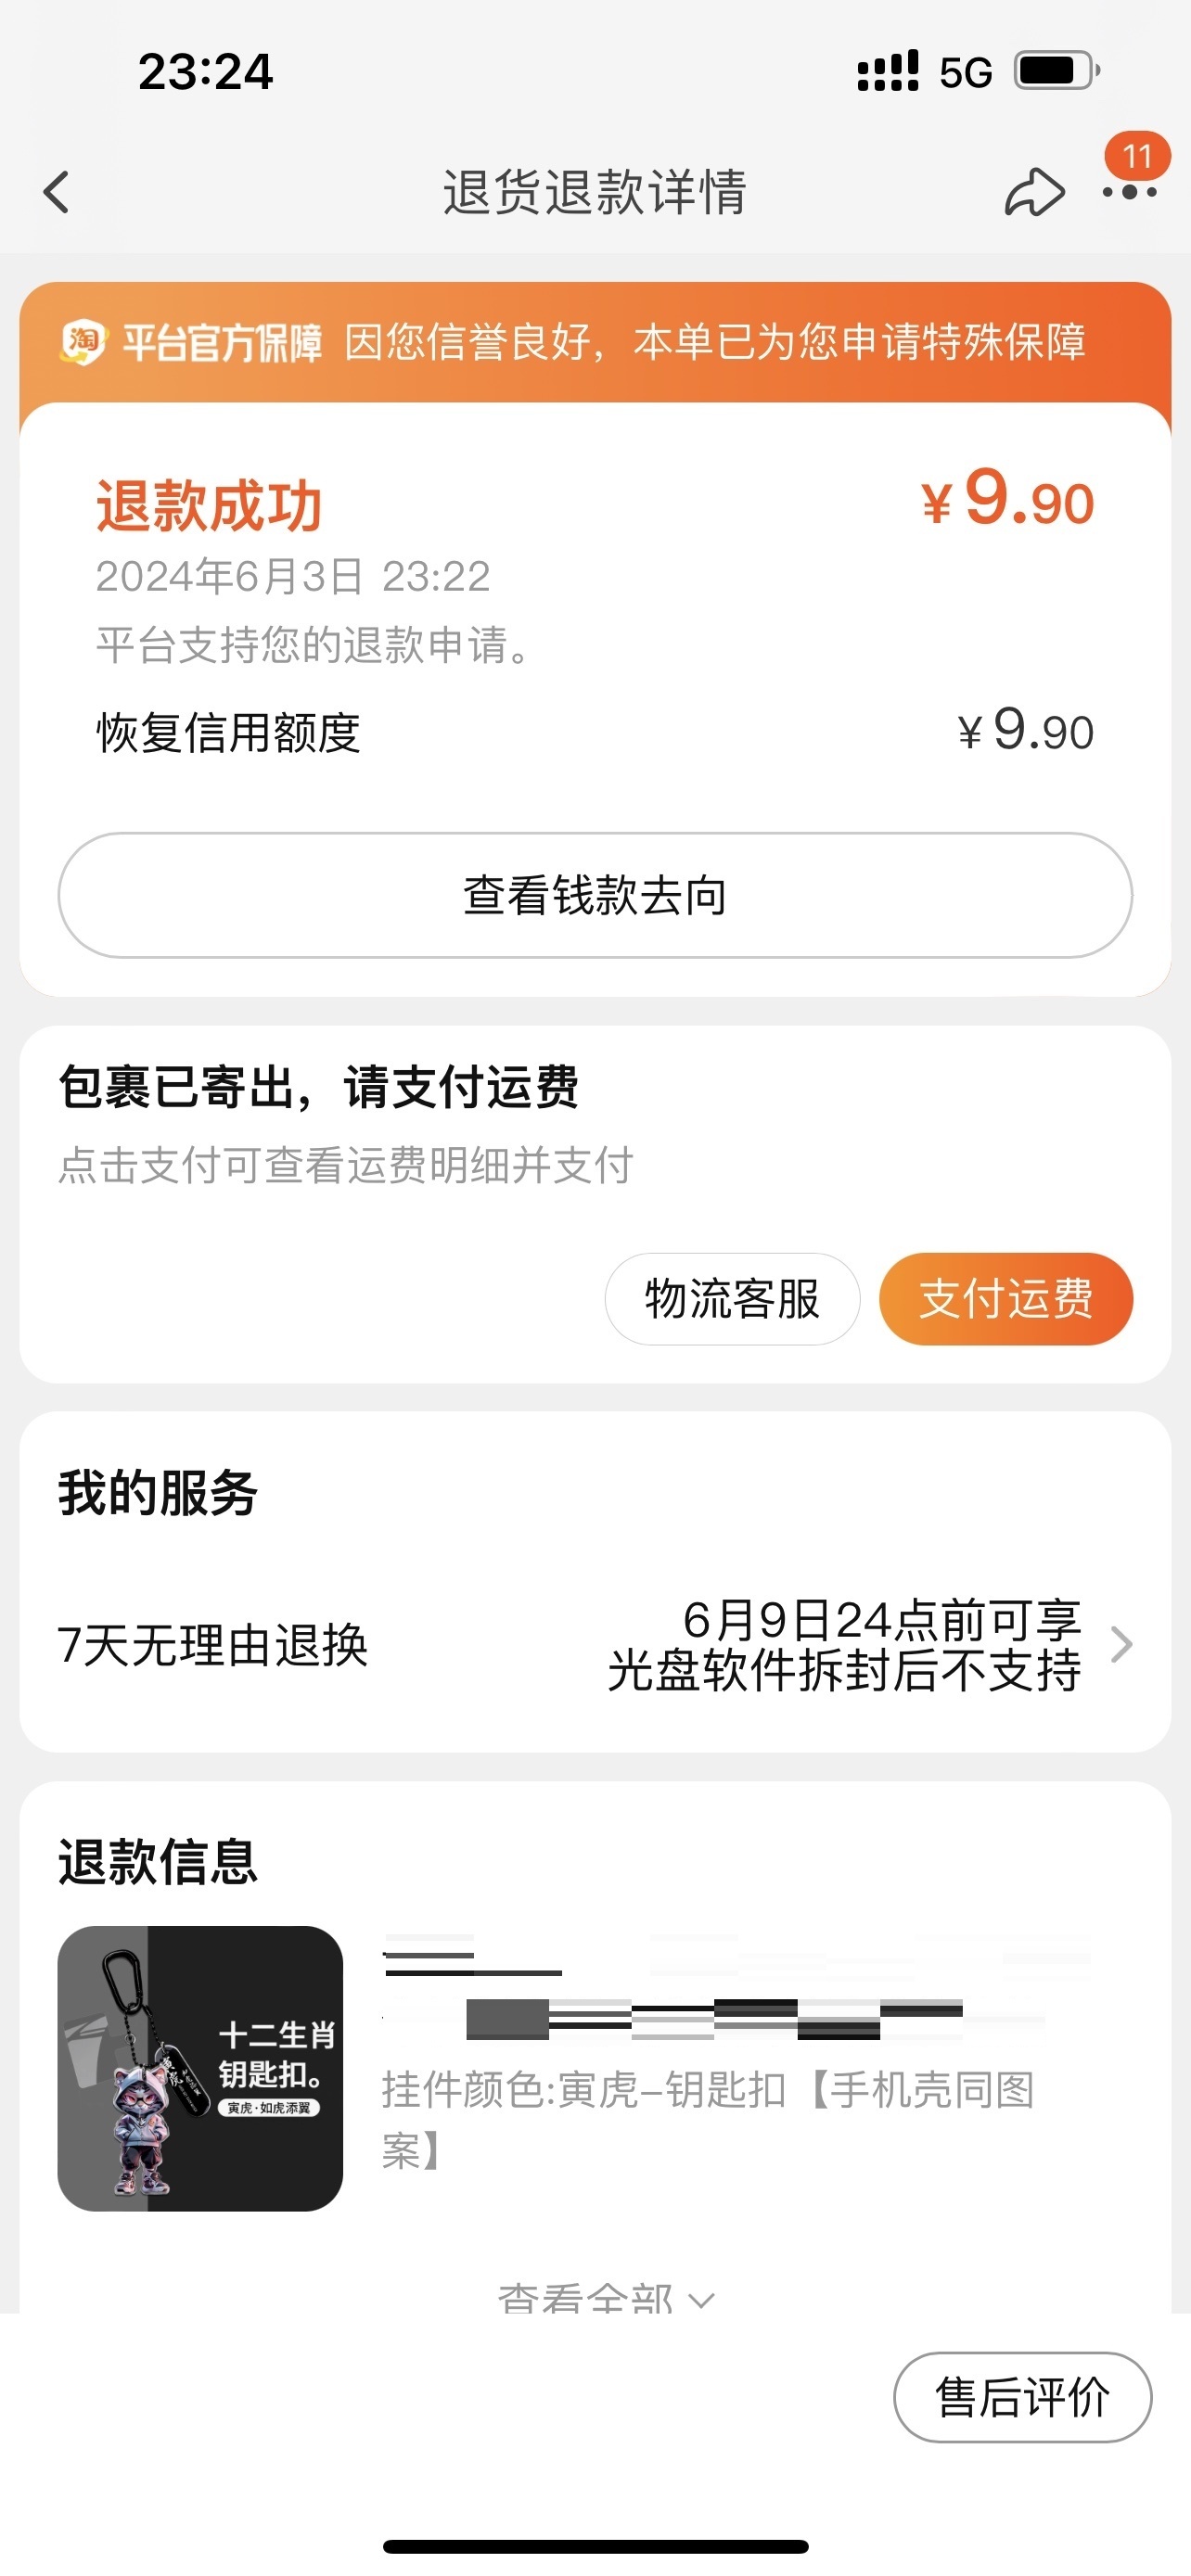 23:24
5G
11
退货退款详情
淘 平台官方保障 因您信誉良好，本单已为您申请特殊保障
退款成功 ¥9.90
2024年6月3日 23:22
平台支持您的退款申请。
恢复信用额度 ¥9.90
查看钱款去向
包裹已寄出，请支付运费
点击支付可查看运费明细并支付
物流客服 支付运费
我的服务
7天无理由退换
6月9日24点前可享
光盘软件拆封后不支持
退款信息
十二生肖
钥匙扣。
寅虎·如虎添翼
寅虎
挂件颜色:寅虎–钥匙扣【手机壳同图
案】
查看全部
售后评价